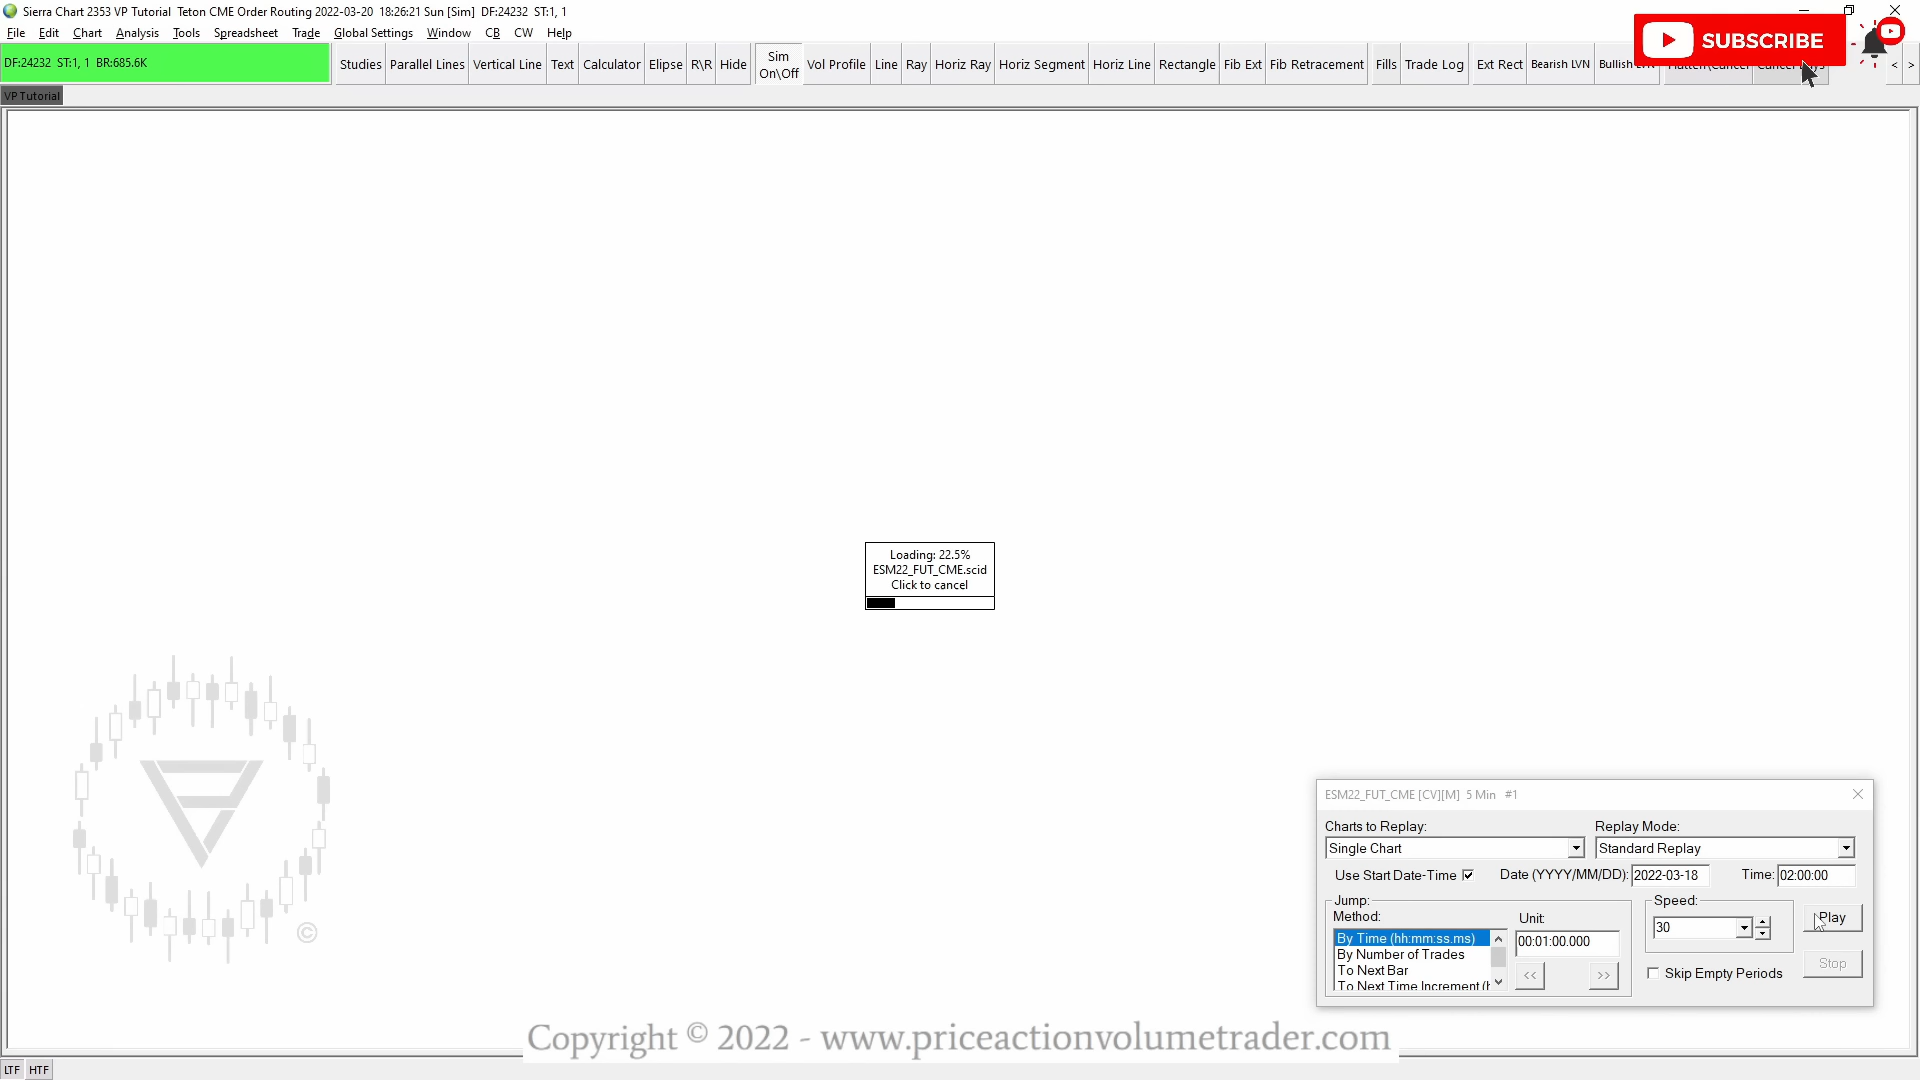 Sierra Chart 2353 VP Tutorial  Teton CME Order Routing 2022-03-20  18:26:21 Sun [Sim]  DF:24232  ST:1, 1
File Edit Chart Analysis Tools Spreadsheet Trade Global Settings Window CB CW Help
DF:24232  ST:1, 1  BR:685.6K
Studies Parallel Lines Vertical Line Text Calculator Elipse R\R Hide Sim On\Off Vol Profile Line Ray Horiz Ray Horiz Segment Horiz Line Rectangle Fib Ext Fib Retracement Fills Trade Log Ext Rect Bearish LVN Bullish < >
SUBSCRIBE
VP Tutorial
Loading: 22.5%
ESM22_FUT_CME.scid
Click to cancel
©
ESM22_FUT_CME [CV][M]  5 Min  #1
Charts to Replay: Replay Mode:
Single Chart Standard Replay
Use Start Date-Time Date (YYYY/MM/DD): 2022-03-18 Time: 02:00:00
Jump: Speed:
Method: Unit:
By Time (hh:mm:ss.ms) 00:01:00.000 30 Play
By Number of Trades
To Next Bar << >> Skip Empty Periods Stop
To Next Time Increment (
Copyright © 2022 - www.priceactionvolumetrader.com
LTF HTF